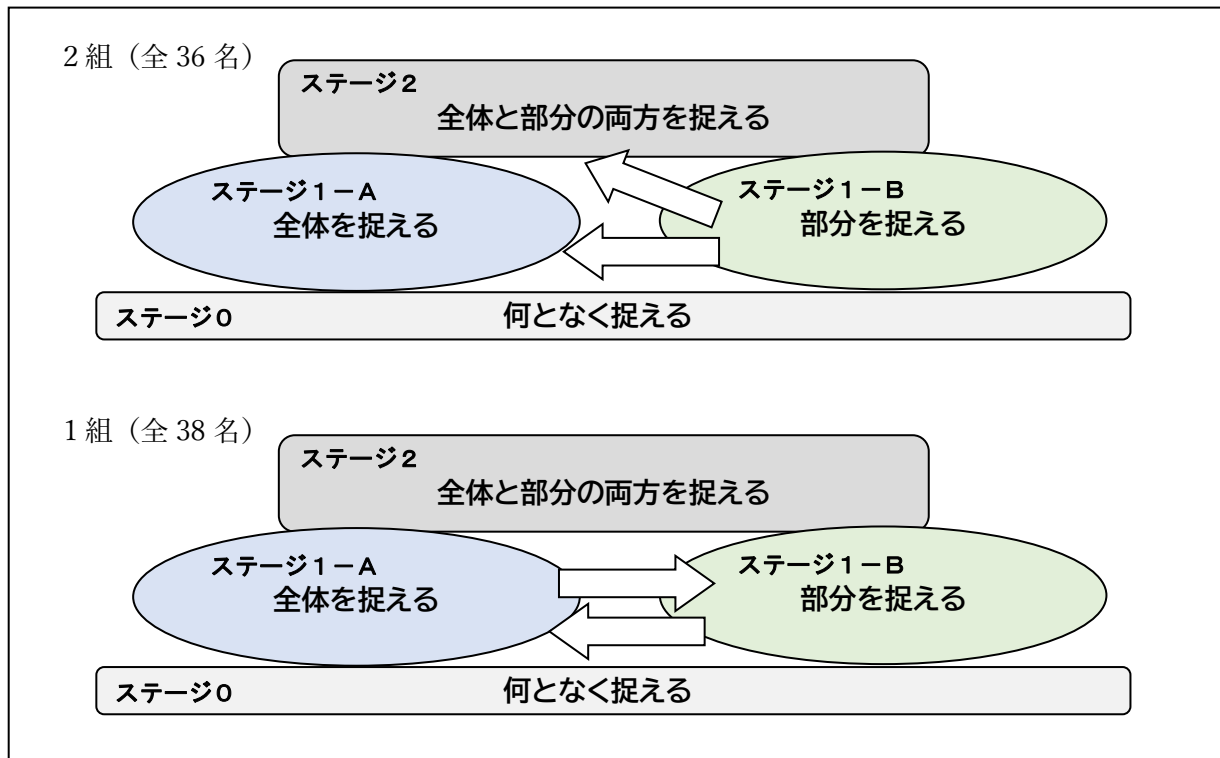 2組（全 36 名）
ステージ２
全体と部分の両方を捉える
ステージ１－Ａ
全体を捉える
ステージ１－Ｂ
部分を捉える
ステージ０
何となく捉える
1組（全 38 名）
ステージ２
全体と部分の両方を捉える
ステージ１－Ａ
全体を捉える
ステージ１－Ｂ
部分を捉える
ステージ０
何となく捉える